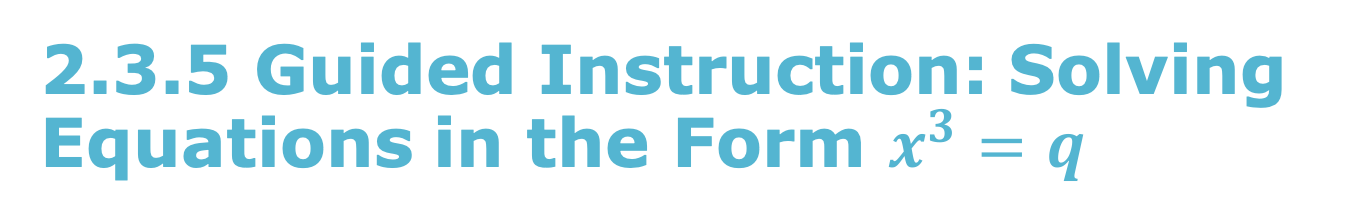 2.3.5 Guided Instruction: Solving
Equations in the Form x³ = q